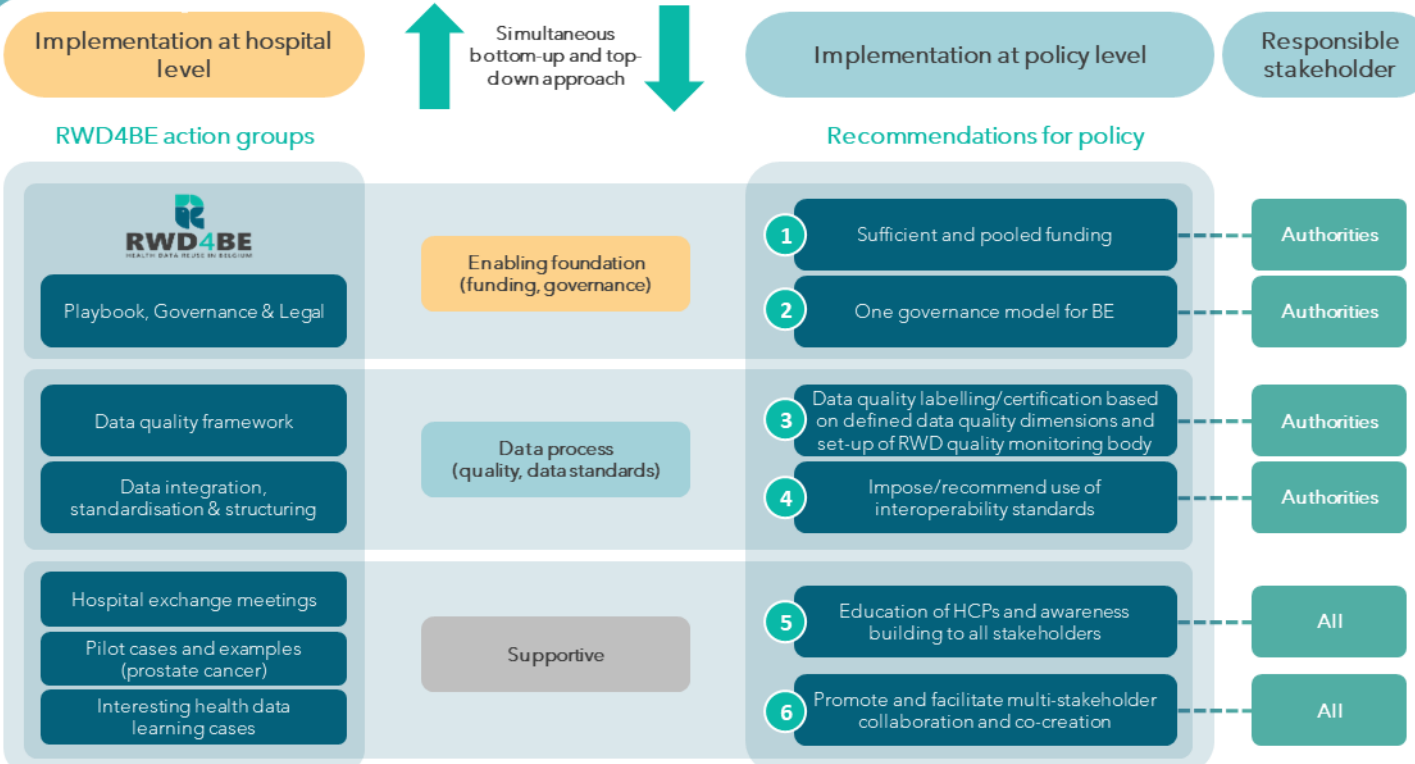 Implementation at hospital
level
Simultaneous
bottom-up and top-
down approach
Implementation at policy level
Responsible
stakeholder
RWD4BE action groups
Recommendations for policy
RWD4BE
HEALTH DATA REUSE IN BELGIUM
Playbook, Governance & Legal
Enabling foundation
(funding, governance)
1
Sufficient and pooled funding
Authorities
2
One governance model for BE
Authorities
Data quality framework
Data integration,
standardisation & structuring
Data process
(quality, data standards)
3
Data quality labelling/certification based
on defined data quality dimensions and
set-up of RWD quality monitoring body
Authorities
4
Impose/recommend use of
interoperability standards
Authorities
Hospital exchange meetings
Pilot cases and examples
(prostate cancer)
Interesting health data
learning cases
Supportive
5
Education of HCPs and awareness
building to all stakeholders
All
6
Promote and facilitate multi-stakeholder
collaboration and co-creation
All